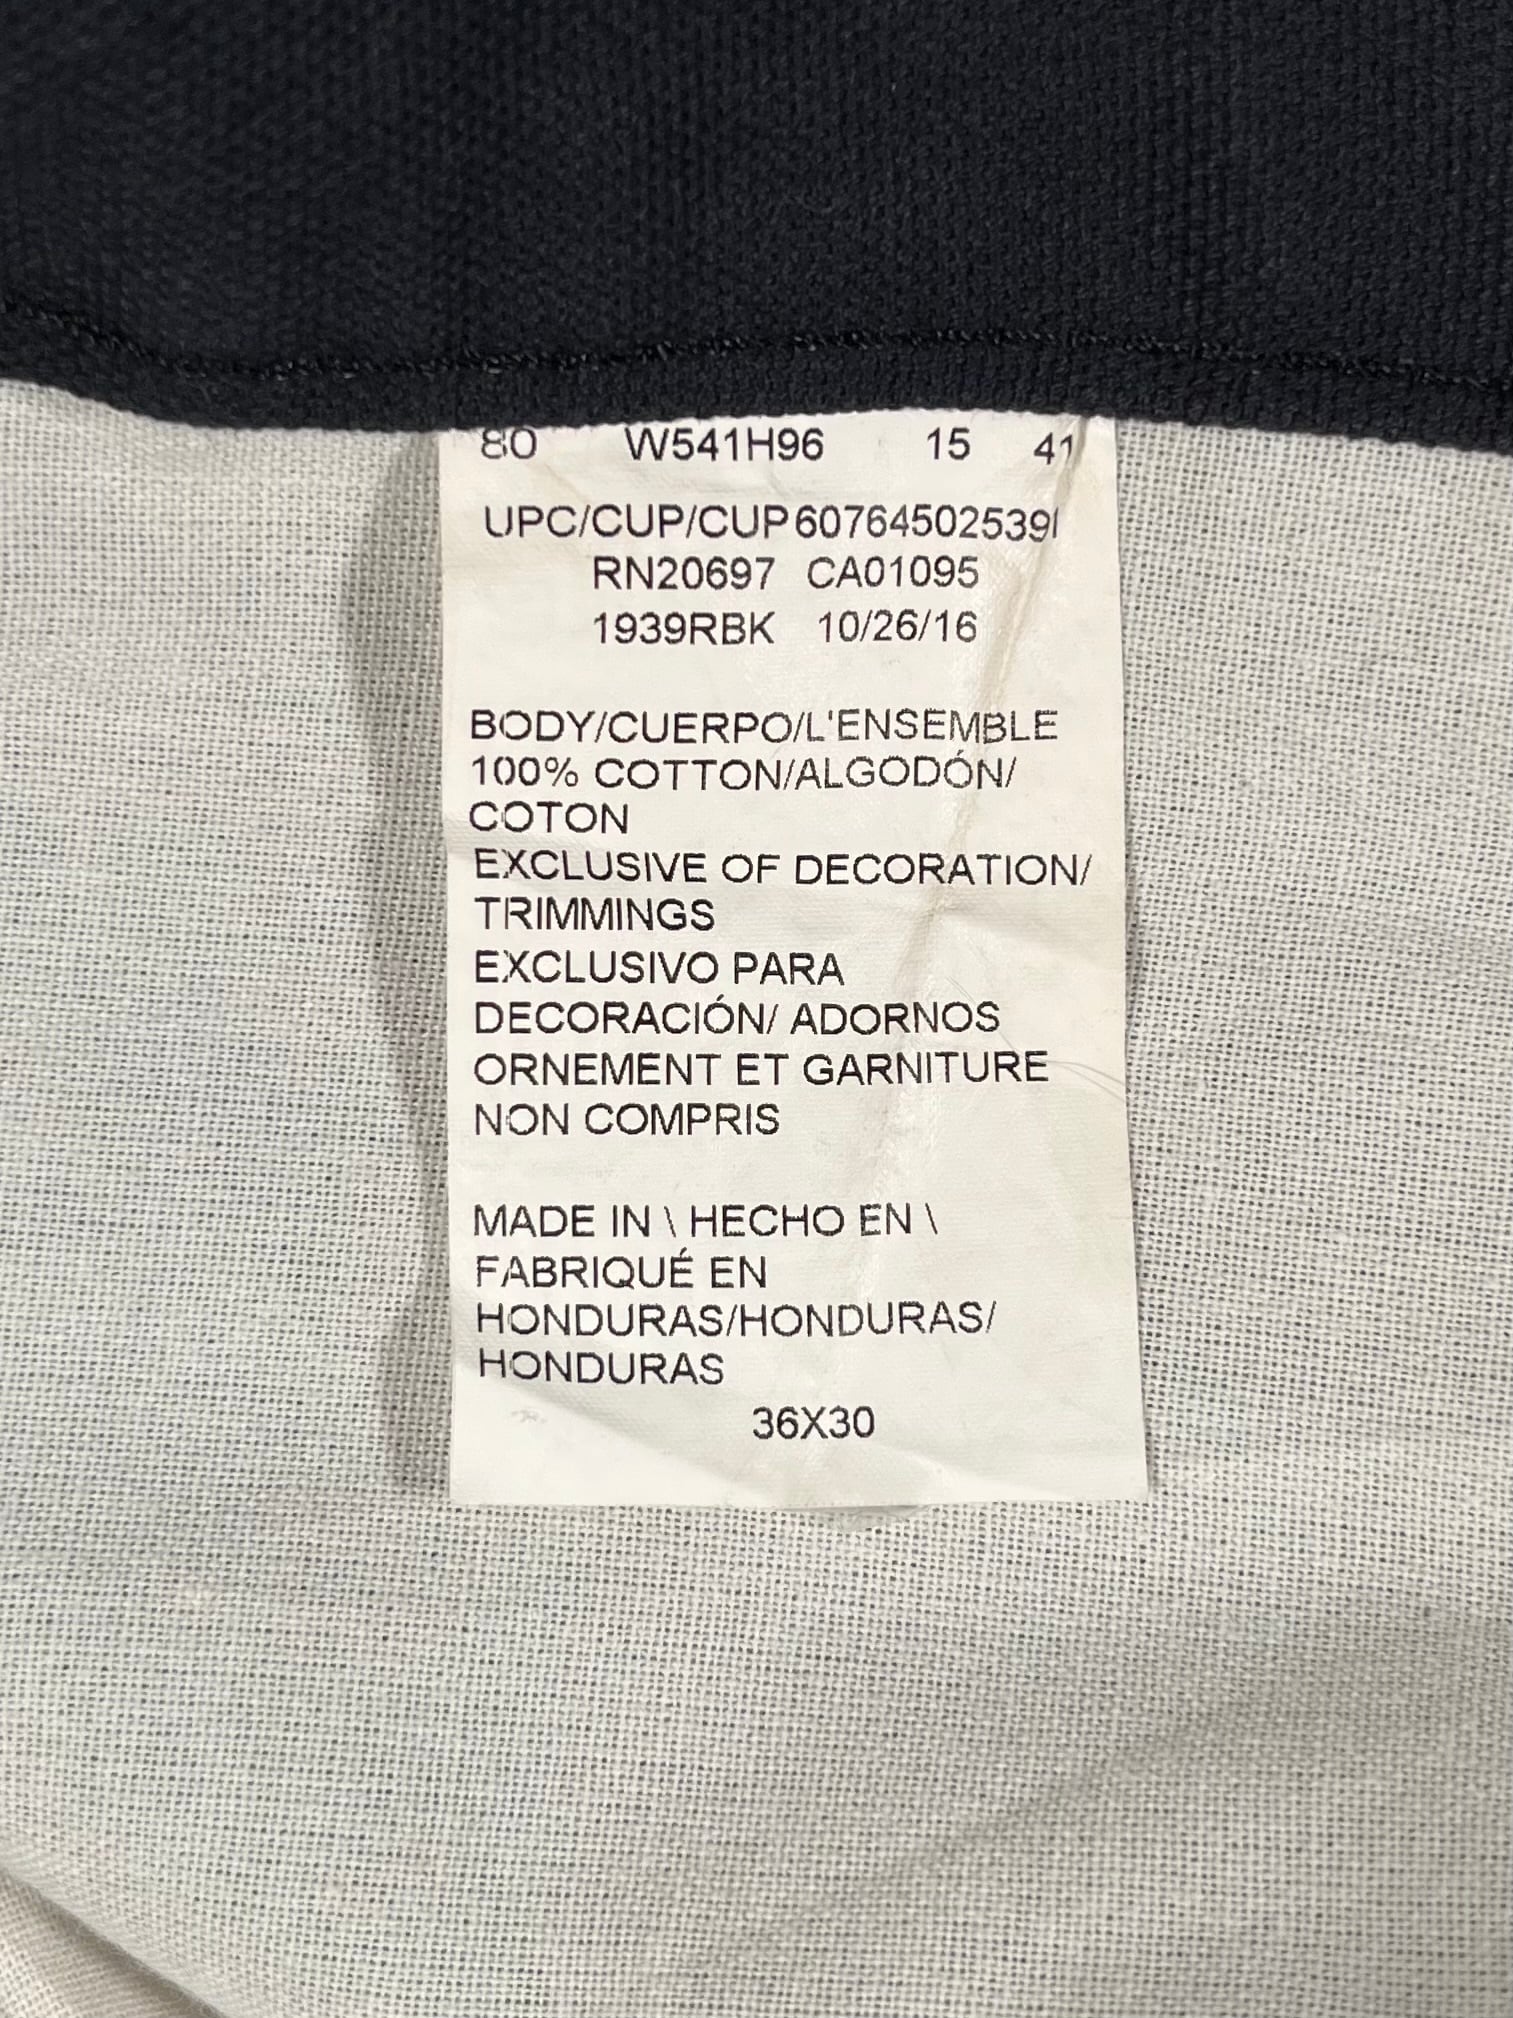 80 W541H96 15 41
UPC/CUP/CUP
RN20697 CA01095
1939RBK 10/26/16
BODY/CUERPO/L'ENSEMBLE
100% COTTON/ALGODÓN/
COTON
EXCLUSIVE OF DECORATION/
TRIMMINGS
EXCLUSIVO PARA
DECORACIÓN/ ADORNOS
ORNEMENT ET GARNITURE
NON COMPRIS
MADE IN \ HECHO EN \
FABRIQUÉ EN
HONDURAS/HONDURAS/
HONDURAS
36X30